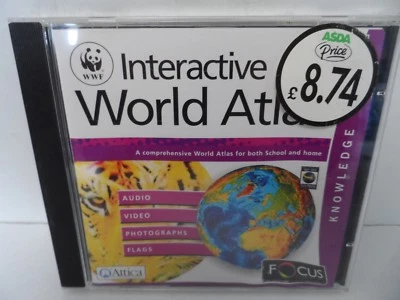 WWF
Interactive
World Atla
ASDA
Price
£8.74
A comprehensive World Atlas for both School and home
AUDIO
VIDEO
PHOTOGRAPHS
FLAGS
KNOWLEDGE
Attica
FOCUS